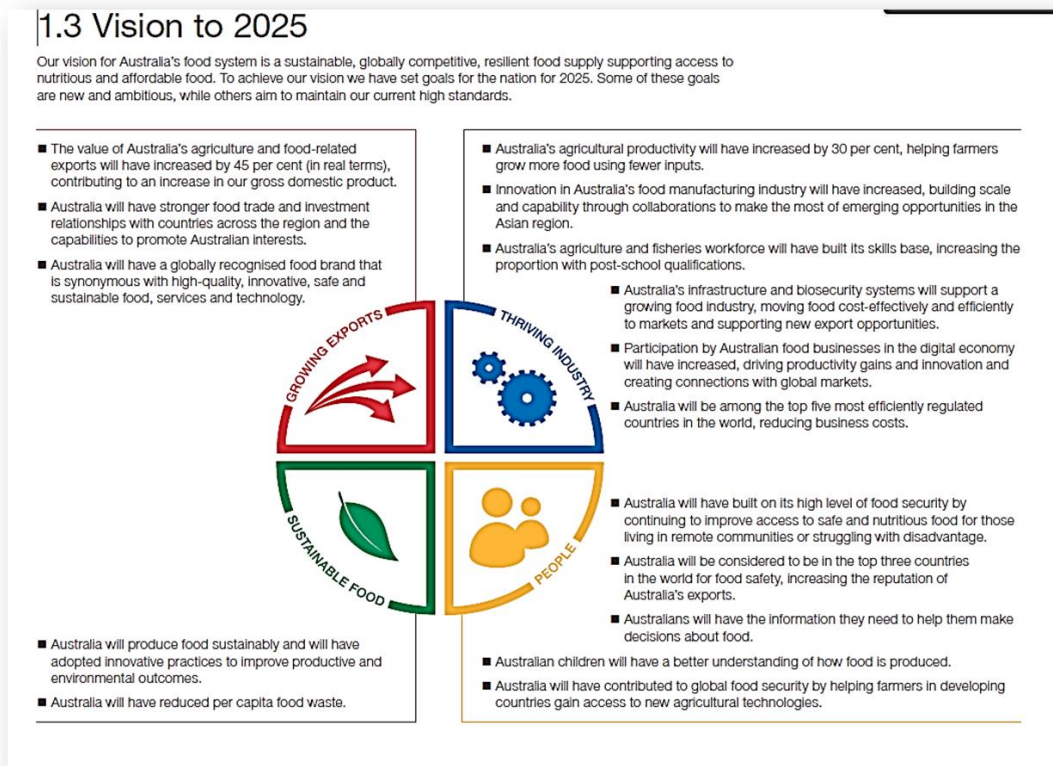 1.3 Vision to 2025
Our vision for Australia's food system is a sustainable, globally competitive, resilient food supply supporting access to
nutritious and affordable food. To achieve our vision we have set goals for the nation for 2025. Some of these goals
are new and ambitious, while others aim to maintain our current high standards.
■ The value of Australia's agriculture and food-related
exports will have increased by 45 per cent (in real terms),
contributing to an increase in our gross domestic product.
■ Australia will have stronger food trade and investment
relationships with countries across the region and the
capabilities to promote Australian interests.
■ Australia will have a globally recognised food brand that
is synonymous with high-quality, innovative, safe and
sustainable food, services and technology.
GROWING EXPORTS
■ Australia's agricultural productivity will have increased by 30 per cent, helping farmers
grow more food using fewer inputs.
■ Innovation in Australia's food manufacturing industry will have increased, building scale
and capability through collaborations to make the most of emerging opportunities in the
Asian region.
■ Australia's agriculture and fisheries workforce will have built its skills base, increasing the
proportion with post-school qualifications.
■ Australia's infrastructure and biosecurity systems will support a
growing food industry, moving food cost-effectively and efficiently
to markets and supporting new export opportunities.
■ Participation by Australian food businesses in the digital economy
will have increased, driving productivity gains and innovation and
creating connections with global markets.
■ Australia will be among the top five most efficiently regulated
countries in the world, reducing business costs.
THRIVING INDUSTRY
SUSTAINABLE FOOD
■ Australia will produce food sustainably and will have
adopted innovative practices to improve productive and
environmental outcomes.
■ Australia will have reduced per capita food waste.
PEOPLE
■ Australia will have built on its high level of food security by
continuing to improve access to safe and nutritious food for those
living in remote communities or struggling with disadvantage.
■ Australia will be considered to be in the top three countries
in the world for food safety, increasing the reputation of
Australia's exports.
■ Australians will have the information they need to help them make
decisions about food.
■ Australian children will have a better understanding of how food is produced.
■ Australia will have contributed to global food security by helping farmers in developing
countries gain access to new agricultural technologies.